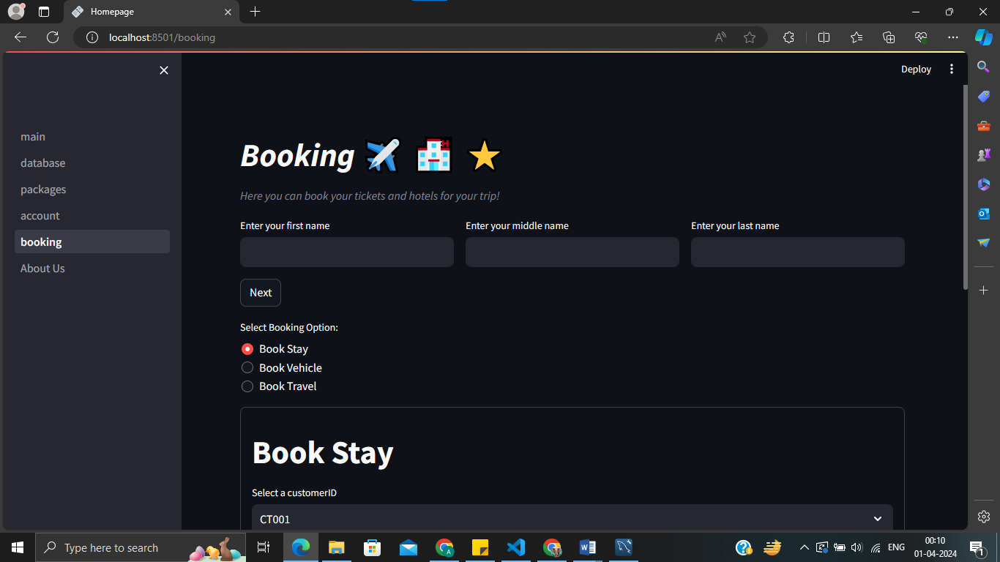 Homepage
localhost:8501/booking
Deploy
main
database
packages
account
booking
About Us
Booking
Here you can book your tickets and hotels for your trip!
Enter your first name
Enter your middle name
Enter your last name
Next
Select Booking Option:
Book Stay
Book Vehicle
Book Travel
Book Stay
Select a customerID
CT001
Type here to search
ENG
00:10
01-04-2024
1